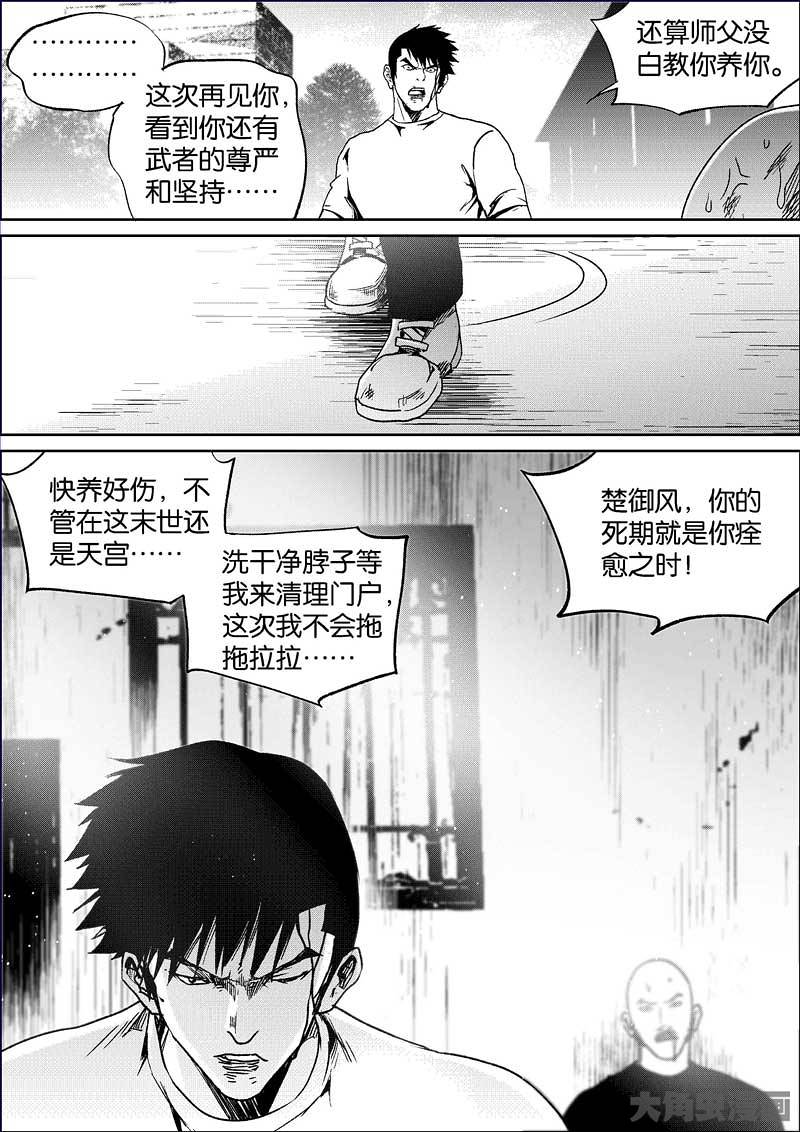 …………
…………
这次再见你，
看到你还有
武者的尊严
和坚持……
还算师父没
白教你养你。
快养好伤，不
管在这末世还
是天宫……
洗干净脖子等
我来清理门户，
这次我不会拖
拖拉拉……
楚御风，你的
死期就是你痊
愈之时！
大角虫漫画